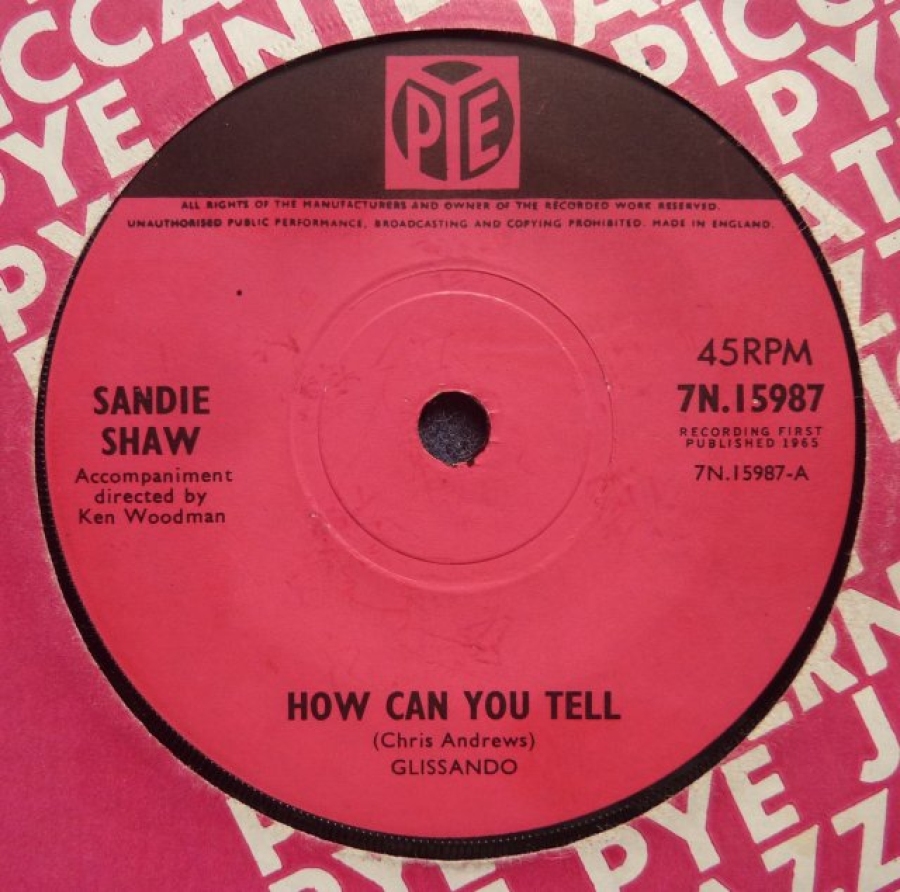 PYE
ALL RIGHTS OF THE MANUFACTURERS AND OWNER OF THE RECORDED WORK RESERVED.
UNAUTHORISED PUBLIC PERFORMANCE, BROADCASTING AND COPYING PROHIBITED. MADE IN ENGLAND.
45RPM
7N.15987
RECORDING FIRST
PUBLISHED 1965
7N.15987-A
SANDIE
SHAW
Accompaniment
directed by
Ken Woodman
HOW CAN YOU TELL
(Chris Andrews)
GLISSANDO
PYE
PYE J